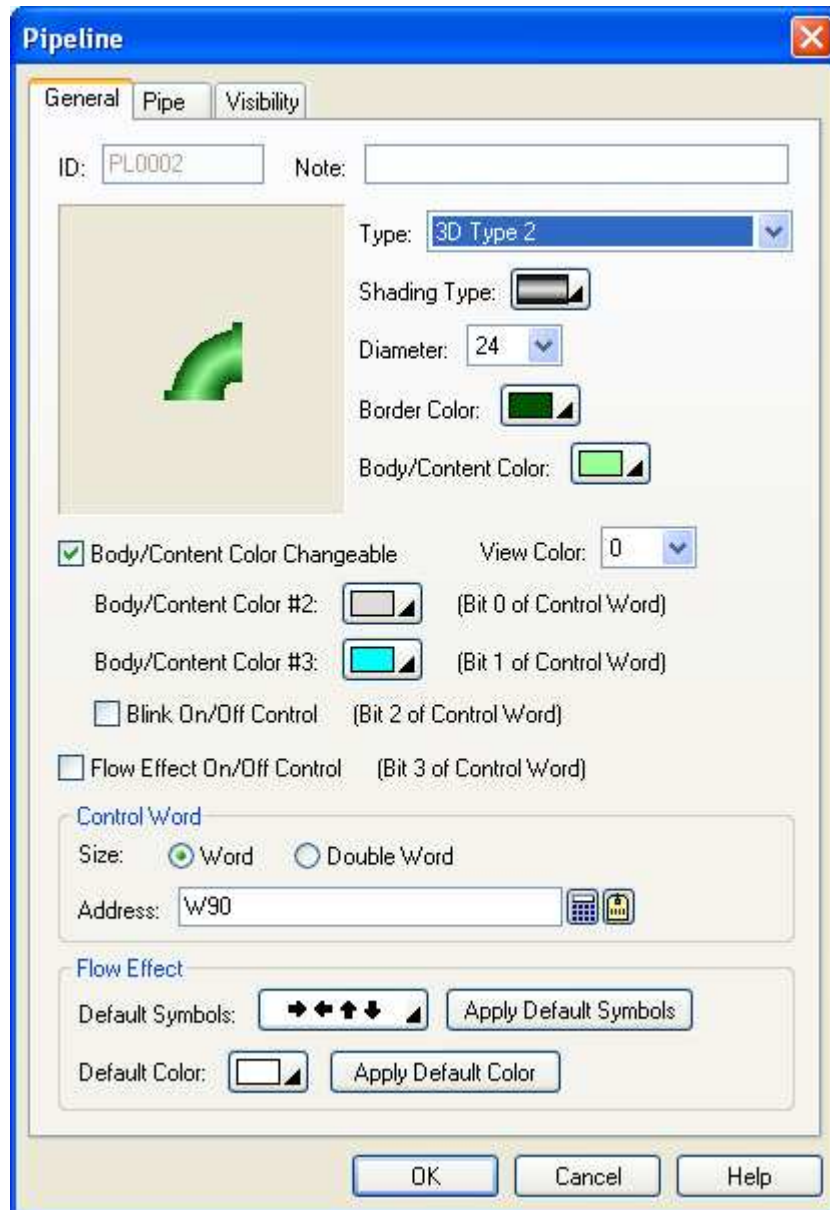 Pipeline
General Pipe Visibility
ID: PL0002 Note:
Type: 3D Type 2
Shading Type:
Diameter: 24
Border Color:
Body/Content Color:
Body/Content Color Changeable View Color: 0
Body/Content Color #2: (Bit 0 of Control Word)
Body/Content Color #3: (Bit 1 of Control Word)
Blink On/Off Control (Bit 2 of Control Word)
Flow Effect On/Off Control (Bit 3 of Control Word)
Control Word
Size: Word Double Word
Address: W90
Flow Effect
Default Symbols: Apply Default Symbols
Default Color: Apply Default Color
OK Cancel Help